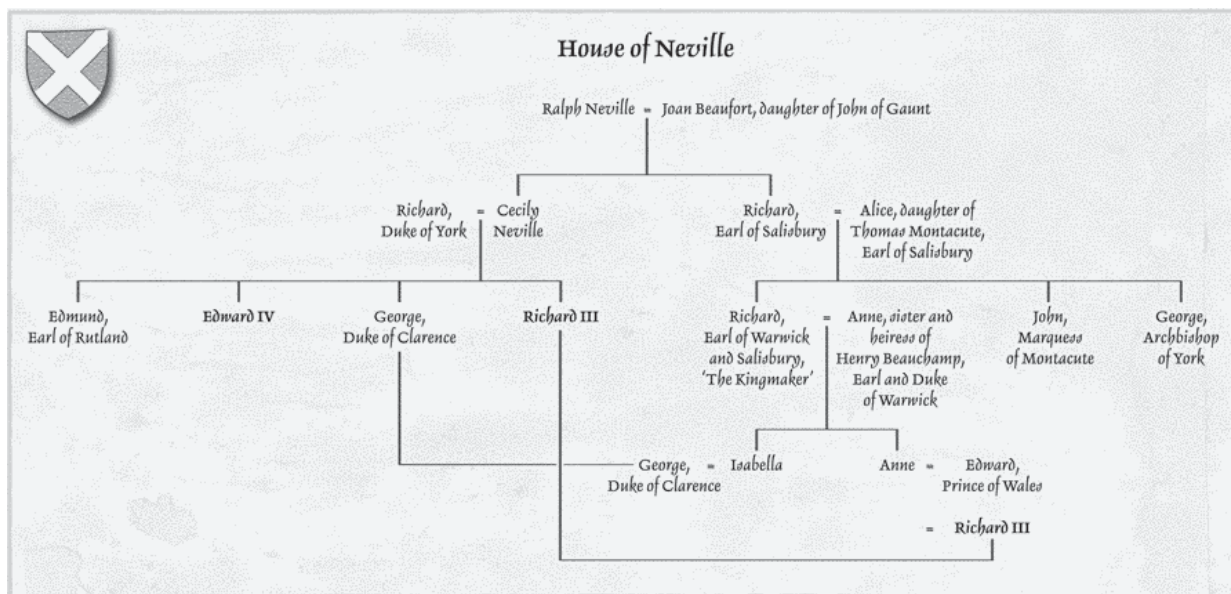 House of Neville
Ralph Neville = Joan Beaufort, daughter of John of Gaunt
Richard,
Duke of York
=
Cecily
Neville
Richard,
Earl of Salisbury
=
Alice, daughter of
Thomas Montacute,
Earl of Salisbury
Edmund,
Earl of Rutland
Edward IV
George,
Duke of Clarence
Richard III
Richard,
Earl of Warwick
and Salisbury,
‘The Kingmaker’
=
Anne, sister and
heiress of
Henry Beauchamp,
Earl and Duke
of Warwick
John,
Marquess
of Montacute
George,
Archbishop
of York
George,
Duke of Clarence
=
Isabella
Anne
=
Edward,
Prince of Wales
= Richard III